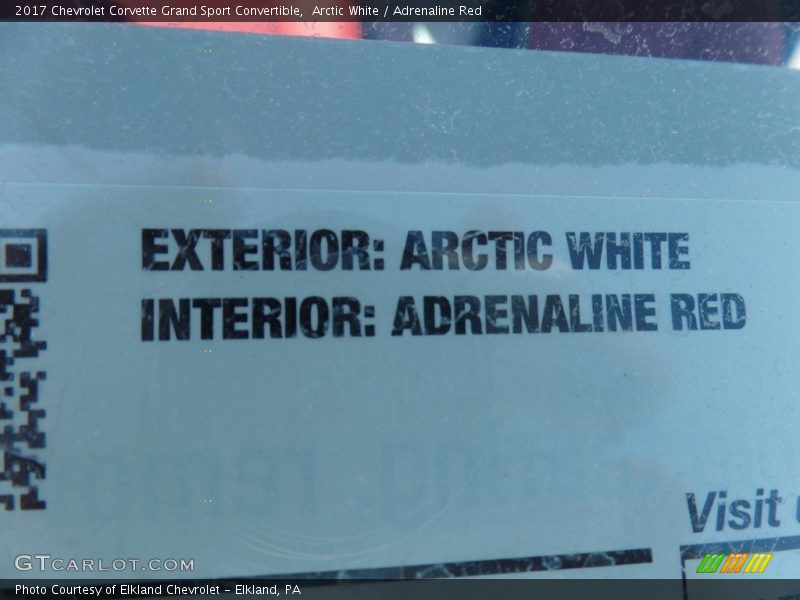 2017 Chevrolet Corvette Grand Sport Convertible, Arctic White / Adrenaline Red
EXTERIOR: ARCTIC WHITE
INTERIOR: ADRENALINE RED
Visit
GTCARLOT.COM
Photo Courtesy of Elkland Chevrolet – Elkland, PA